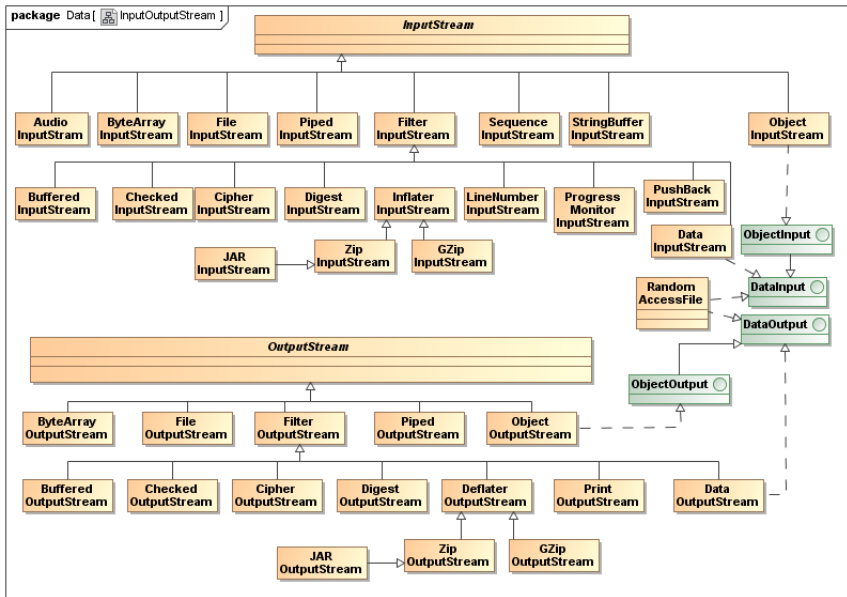 package Data [ InputOutputStream ]
InputStream
Audio
InputStram
ByteArray
InputStream
File
InputStream
Piped
InputStream
Filter
InputStream
Sequence
InputStream
StringBuffer
InputStream
Object
InputStream
Buffered
InputStream
Checked
InputStream
Cipher
InputStream
Digest
InputStream
Inflater
InputStream
LineNumber
InputStream
Progress
Monitor
InputStream
PushBack
InputStream
Data
InputStream
ObjectInput
JAR
InputStream
Zip
InputStream
GZip
InputStream
Random
AccessFile
DataInput
DataOutput
OutputStream
ObjectOutput
ByteArray
OutputStream
File
OutputStream
Filter
OutputStream
Piped
OutputStream
Object
OutputStream
Buffered
OutputStream
Checked
OutputStream
Cipher
OutputStream
Digest
OutputStream
Deflater
OutputStream
Print
OutputStream
Data
OutputStream
JAR
OutputStream
Zip
OutputStream
GZip
OutputStream